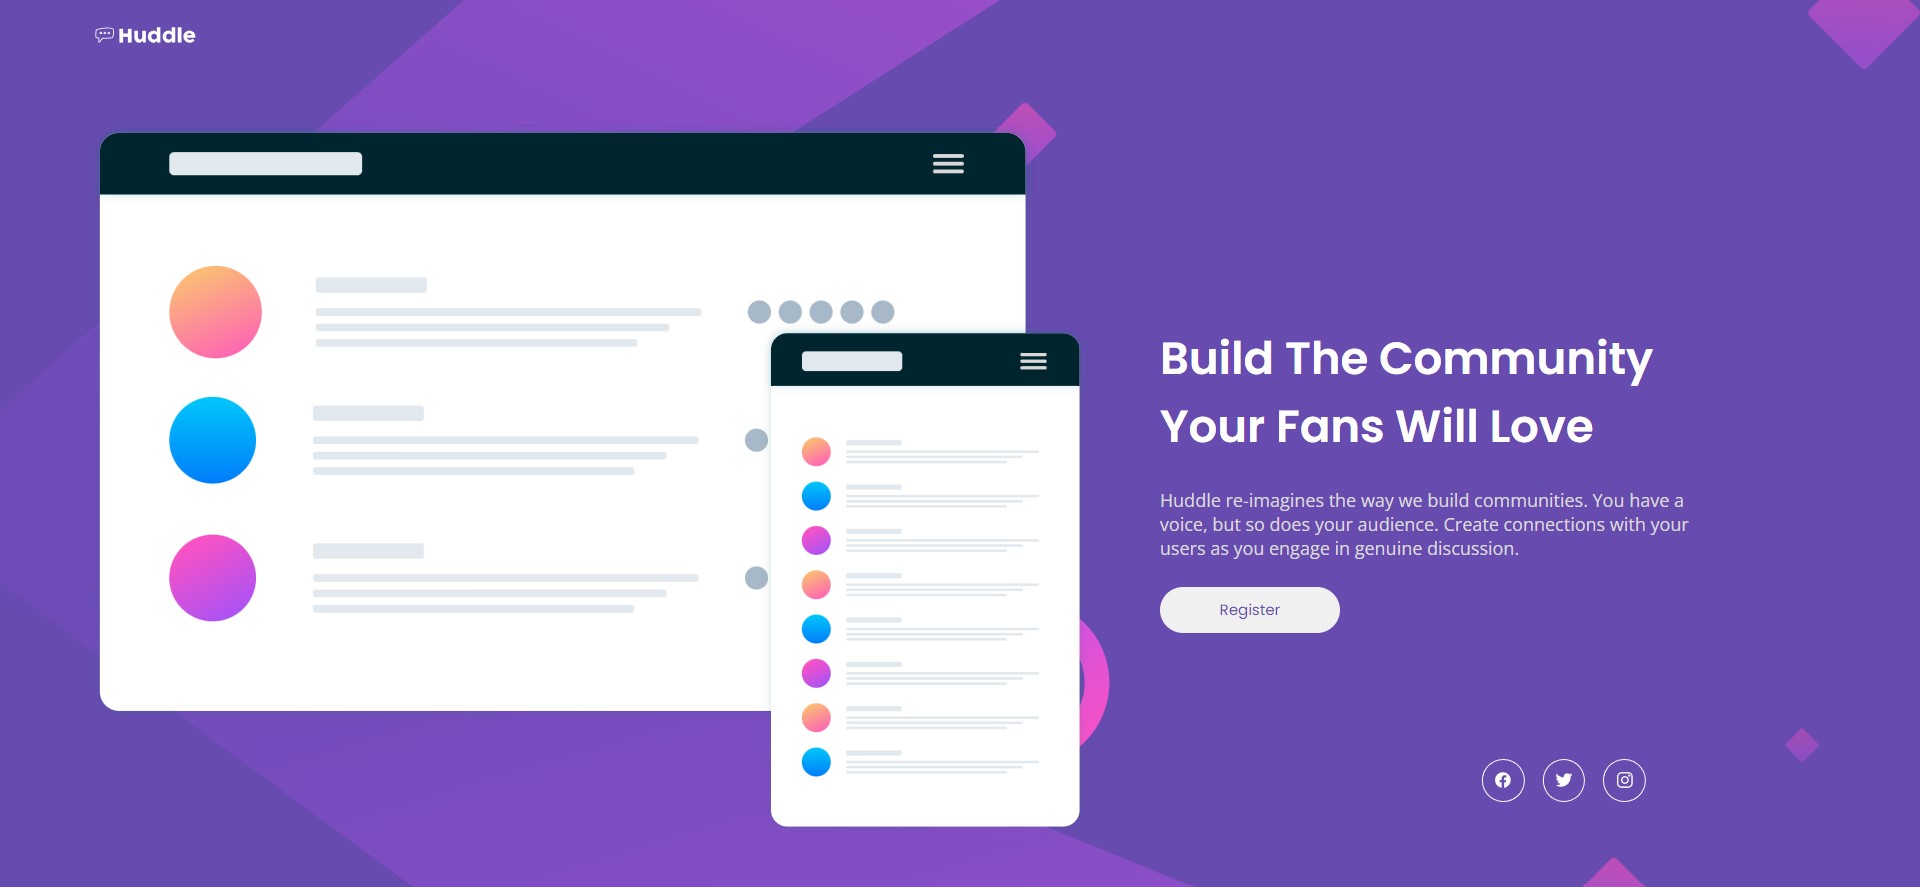 Huddle
Build The Community
Your Fans Will Love
Huddle re-imagines the way we build communities. You have a
voice, but so does your audience. Create connections with your
users as you engage in genuine discussion.
Register